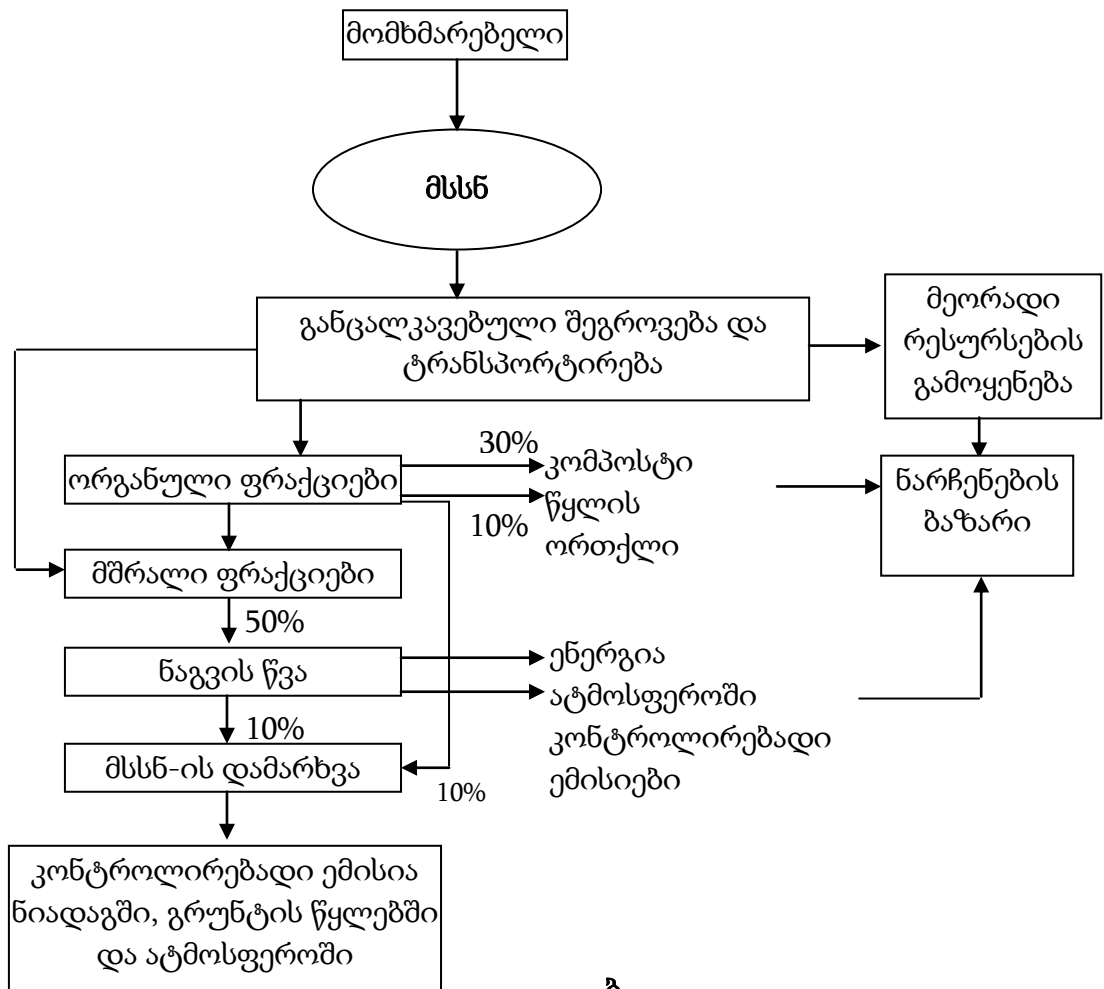 მომხმარებელი
მსსნ
განცალკავებული შეგროვება და
ტრანსპორტირება
მეორადი
რესურსების
გამოყენება
ორგანული ფრაქციები
30%
კომპოსტი
10%
წყლის
ორთქლი
ნარჩენების
ბაზარი
მშრალი ფრაქციები
50%
ნაგვის წვა
ენერგია
ატმოსფეროში
კონტროლირებადი
ემისიები
10%
მსსნ-ის დამარხვა
10%
კონტროლირებადი ემისია
ნიადაგში, გრუნტის წყლებში
და ატმოსფეროში